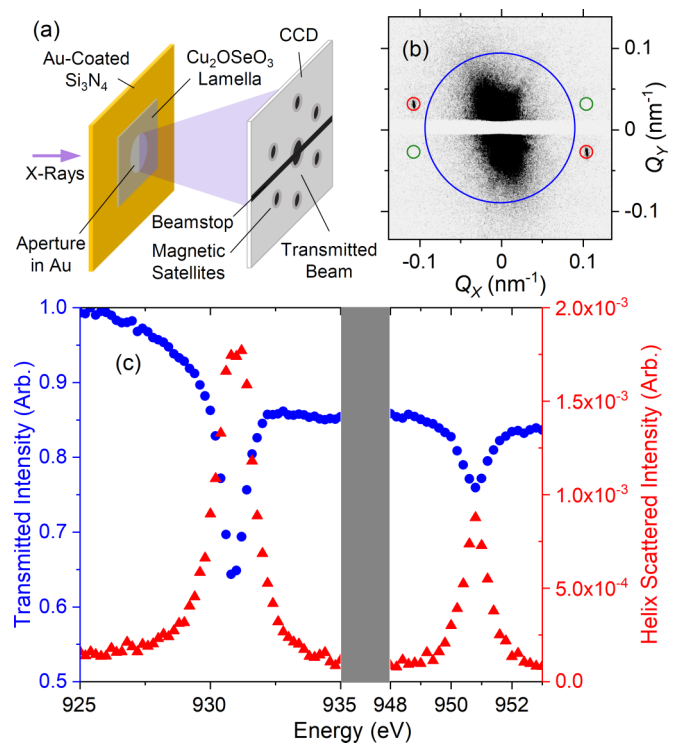 (a)
Au-Coated
Si₃N₄
Cu₂OSeO₃
Lamella
CCD
X-Rays
Aperture
in Au
Beamstop
Magnetic
Satellites
Transmitted
Beam
(b)
0.1
0
-0.1
Q_Y (nm⁻¹)
-0.1 0 0.1
Q_X (nm⁻¹)
(c)
1.0
0.9
0.8
0.7
0.6
0.5
Transmitted Intensity (Arb.)
2.0x10⁻³
1.5x10⁻³
1.0x10⁻³
5.0x10⁻⁴
0.0
Helix Scattered Intensity (Arb.)
925 930 935 948 950 952
Energy (eV)